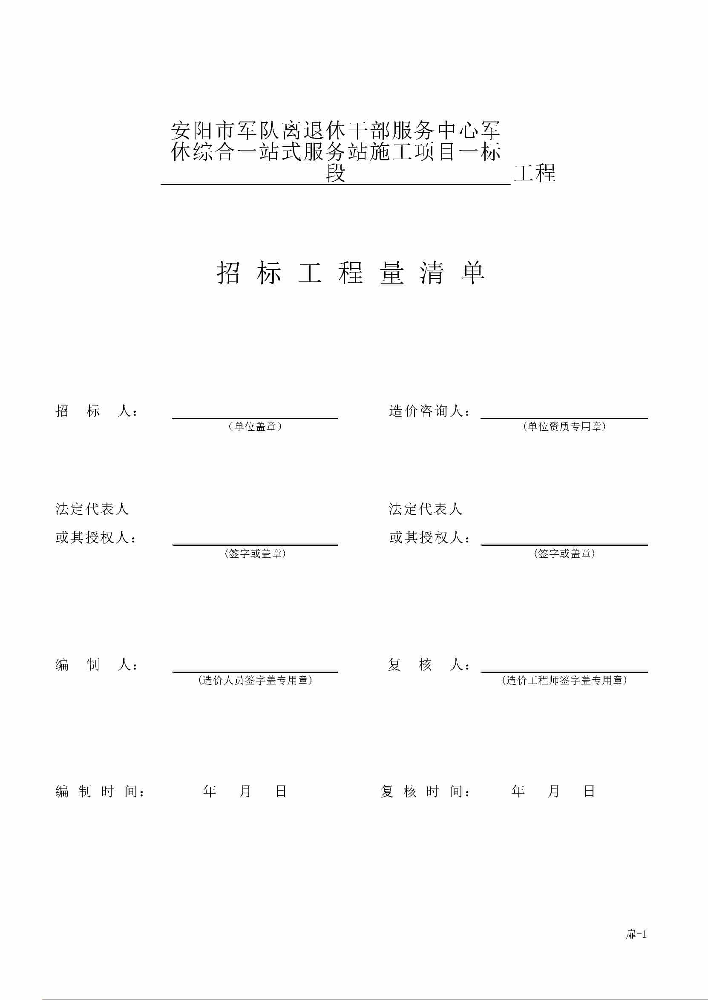 安阳市军队离退休干部服务中心军
休综合一站式服务站施工项目一标
段 工程
招标工程量清单
招标人： 造价咨询人：
（单位盖章） (单位资质专用章)
法定代表人 法定代表人
或其授权人： 或其授权人：
(签字或盖章) (签字或盖章)
编制人： 复核人：
(造价人员签字盖专用章) (造价工程师签字盖专用章)
编制时间： 年 月 日 复核时间： 年 月 日
扉-1